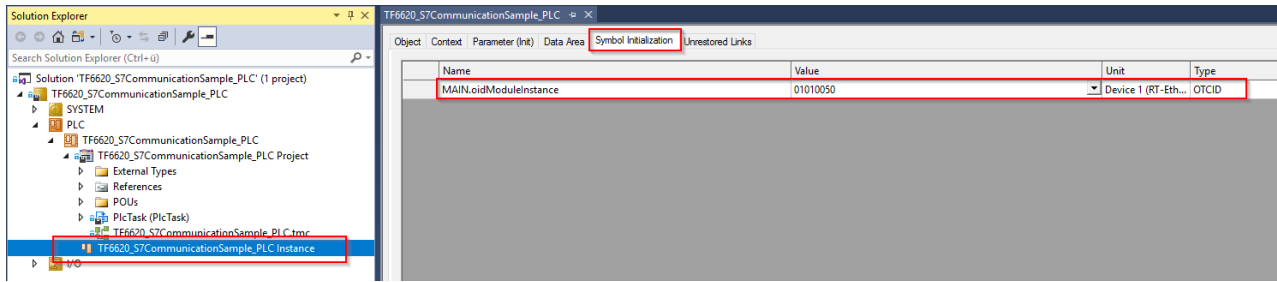 Solution Explorer
Search Solution Explorer (Ctrl+ü)
Solution 'TF6620_S7CommunicationSample_PLC' (1 project)
TF6620_S7CommunicationSample_PLC
SYSTEM
PLC
TF6620_S7CommunicationSample_PLC
TF6620_S7CommunicationSample_PLC Project
External Types
References
POUs
PlcTask (PlcTask)
TF6620_S7CommunicationSample_PLC.tmc
TF6620_S7CommunicationSample_PLC Instance
I/O
TF6620_S7CommunicationSample_PLC
Object Context Parameter (Init) Data Area Symbol Initialization Unrestored Links
Name Value Unit Type
MAIN.oidModuleInstance 01010050 Device 1 (RT-Eth... OTCID